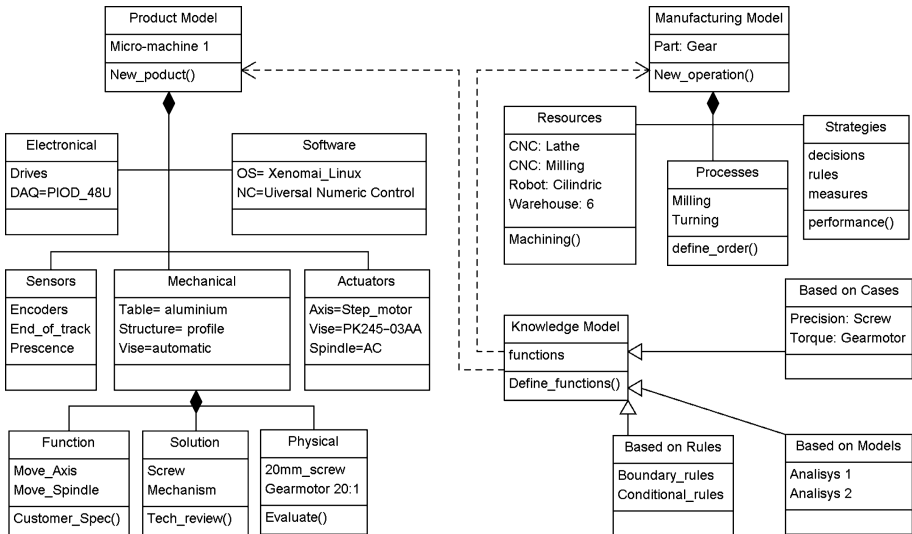 Product Model
Micro-machine 1
New_poduct()
Manufacturing Model
Part: Gear
New_operation()
Electronical
Drives
DAQ=PIOD_48U
Software
OS= Xenomai_Linux
NC=Uiversal Numeric Control
Resources
CNC: Lathe
CNC: Milling
Robot: Cilindric
Warehouse: 6
Machining()
Processes
Milling
Turning
define_order()
Strategies
decisions
rules
measures
performance()
Sensors
Encoders
End_of_track
Prescence
Mechanical
Table= aluminium
Structure= profile
Vise=automatic
Actuators
Axis=Step_motor
Vise=PK245-03AA
Spindle=AC
Knowledge Model
functions
Define_functions()
Based on Cases
Precision: Screw
Torque: Gearmotor
Function
Move_Axis
Move_Spindle
Customer_Spec()
Solution
Screw
Mechanism
Tech_review()
Physical
20mm_screw
Gearmotor 20:1
Evaluate()
Based on Rules
Boundary_rules
Conditional_rules
Based on Models
Analisys 1
Analisys 2